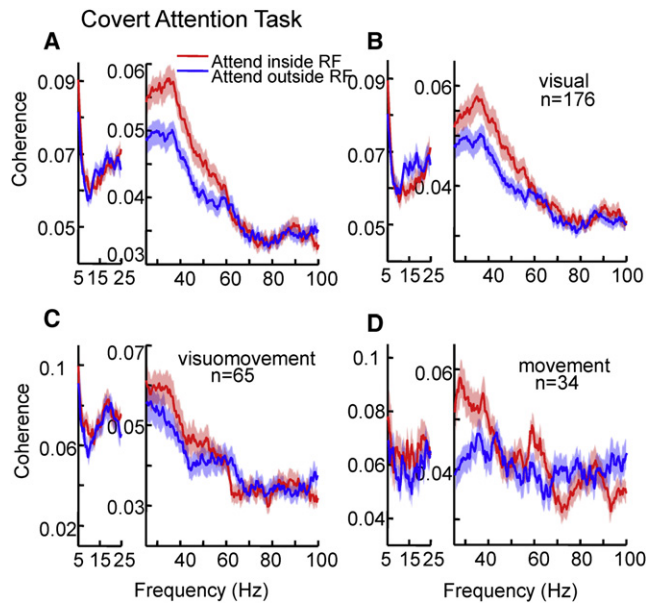 Covert Attention Task
A
Attend inside RF
Attend outside RF
B
visual
n=176
Coherence
0.09
0.07
0.05
0.06
0.05
0.04
0.03
5 15 25
40 60 80 100
0.09
0.07
0.05
0.06
0.04
5 15 25
40 60 80 100
C
visuomovement
n=65
D
movement
n=34
Coherence
0.1
0.08
0.06
0.04
0.02
0.07
0.05
0.03
5 15 25
40 60 80 100
0.1
0.08
0.06
0.04
0.06
0.04
5 15 25
40 60 80 100
Frequency (Hz)
Frequency (Hz)